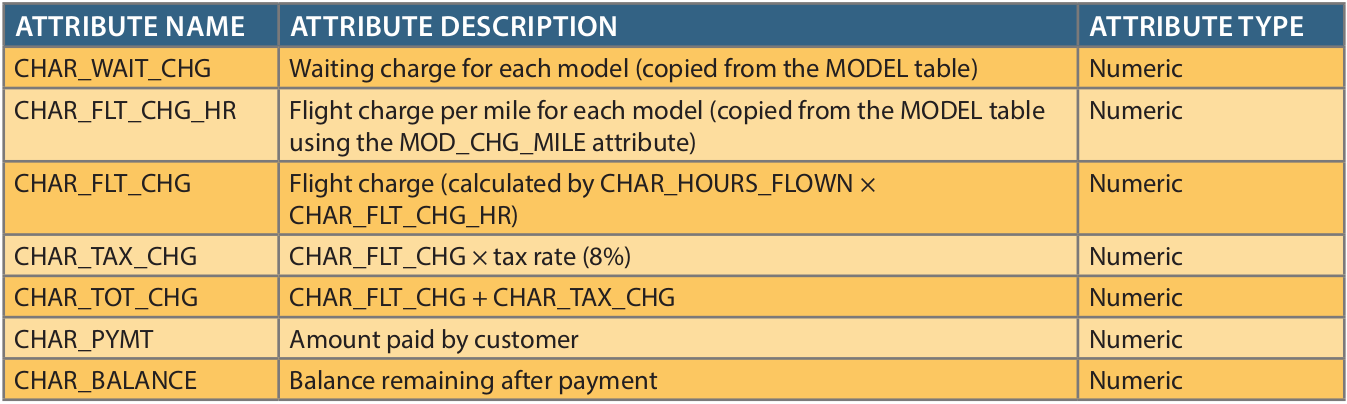 ATTRIBUTE NAME ATTRIBUTE DESCRIPTION ATTRIBUTE TYPE
CHAR_WAIT_CHG Waiting charge for each model (copied from the MODEL table) Numeric
CHAR_FLT_CHG_HR Flight charge per mile for each model (copied from the MODEL table Numeric
using the MOD_CHG_MILE attribute)
CHAR_FLT_CHG Flight charge (calculated by CHAR_HOURS_FLOWN × Numeric
CHAR_FLT_CHG_HR)
CHAR_TAX_CHG CHAR_FLT_CHG × tax rate (8%) Numeric
CHAR_TOT_CHG CHAR_FLT_CHG + CHAR_TAX_CHG Numeric
CHAR_PYMT Amount paid by customer Numeric
CHAR_BALANCE Balance remaining after payment Numeric